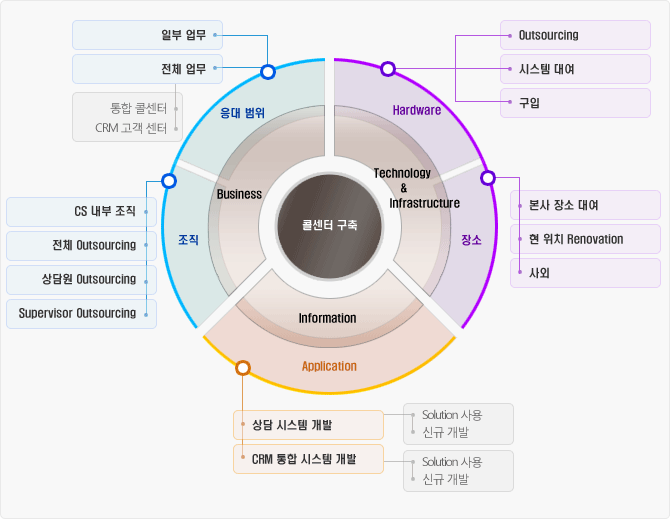 일부 업무
전체 업무
통합 콜센터
CRM 고객 센터
응대 범위
Outsourcing
시스템 대여
구입
Hardware
Business
Technology
&
Infrastructure
콜센터 구축
CS 내부 조직
전체 Outsourcing
상담원 Outsourcing
Supervisor Outsourcing
조직
장소
본사 장소 대여
현 위치 Renovation
사외
Information
Application
상담 시스템 개발
Solution 사용
신규 개발
CRM 통합 시스템 개발
Solution 사용
신규 개발